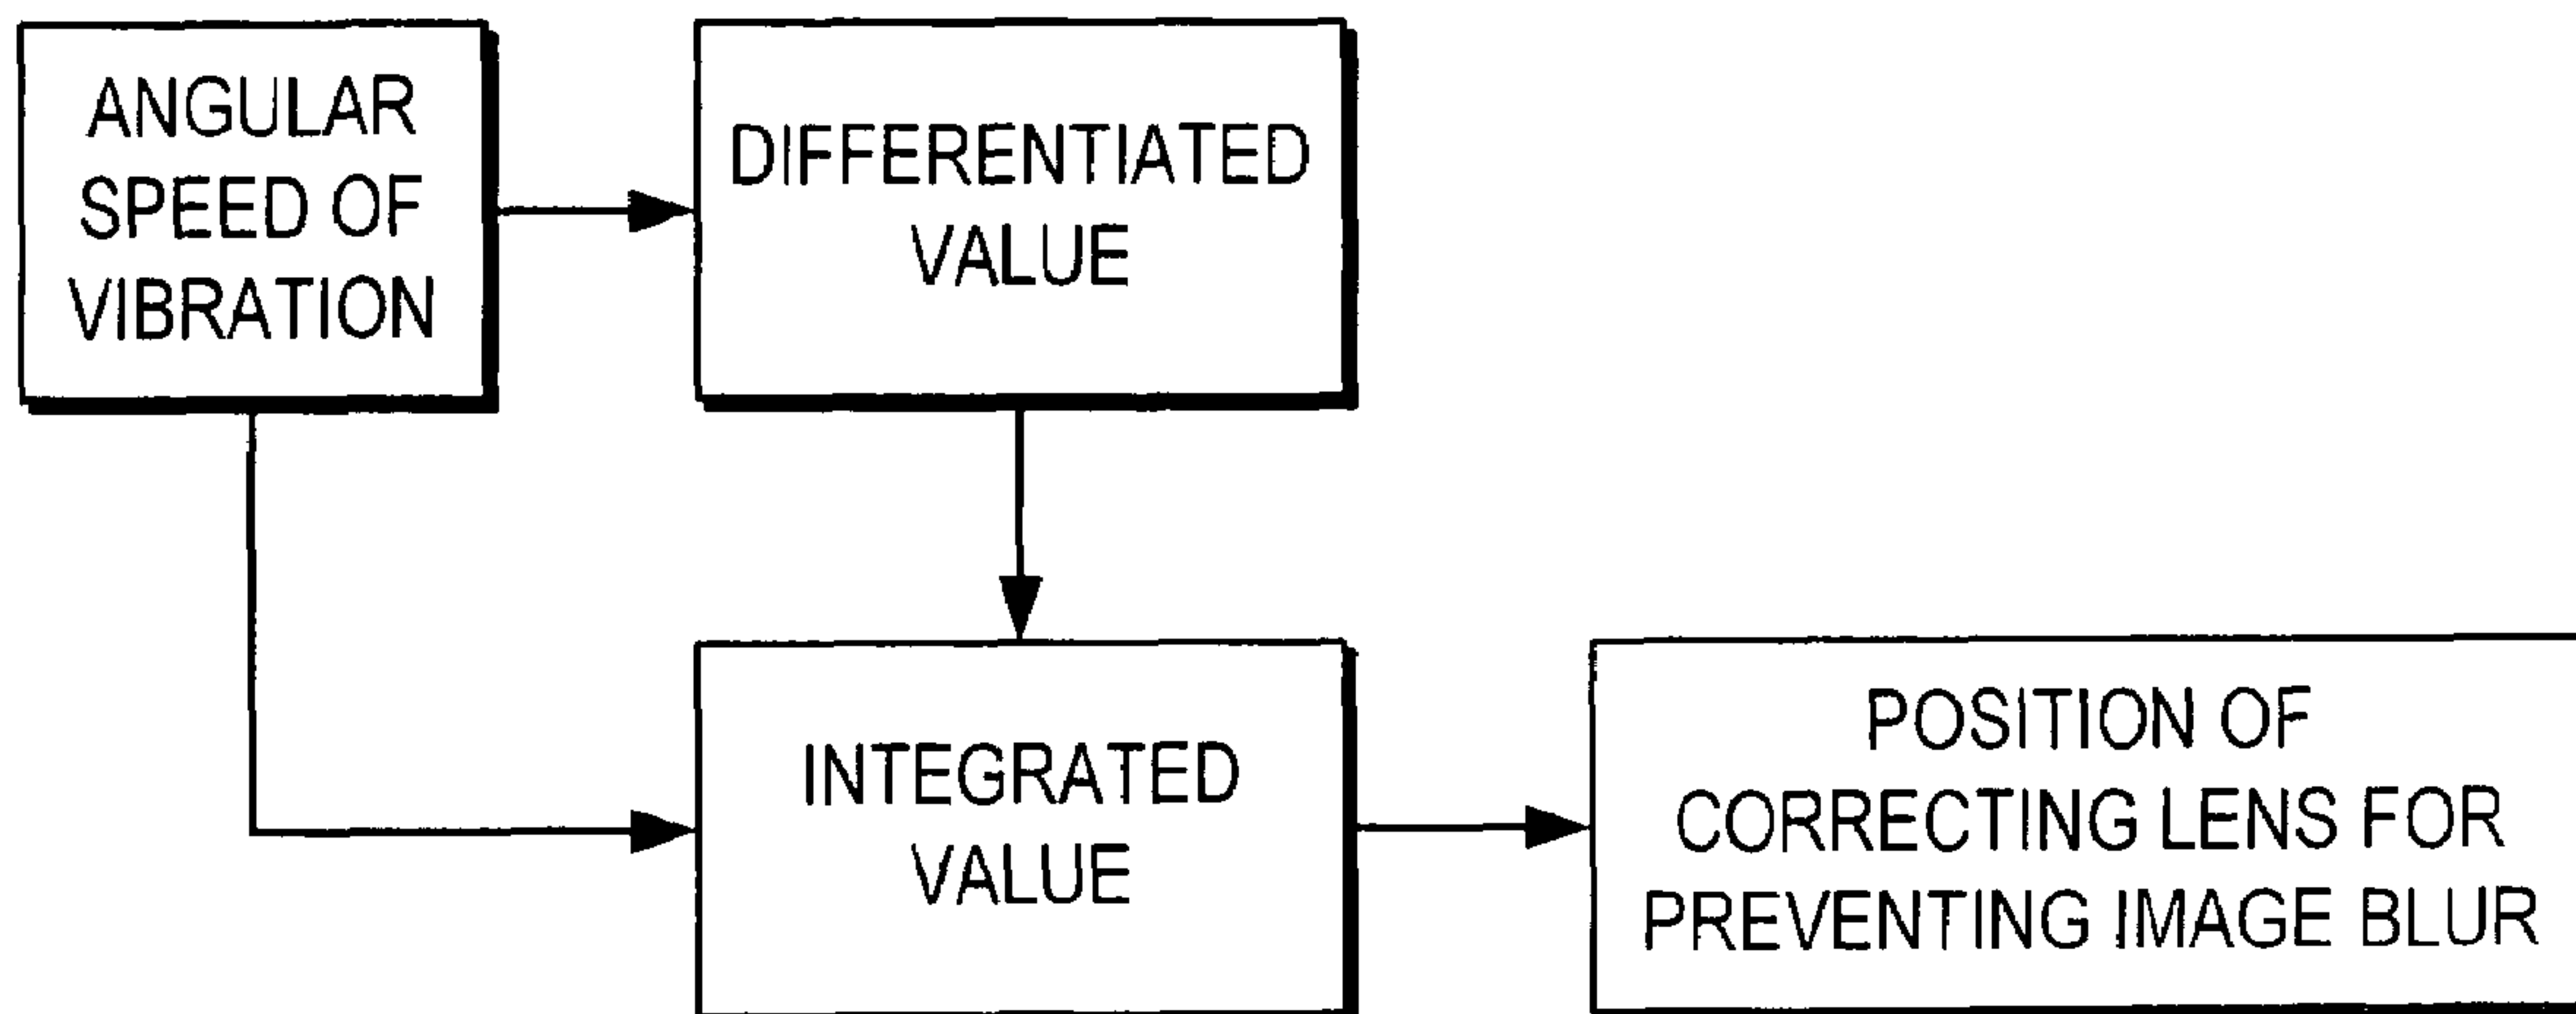 ANGULAR
SPEED OF
VIBRATION
DIFFERENTIATED
VALUE
INTEGRATED
VALUE
POSITION OF
CORRECTING LENS FOR
PREVENTING IMAGE BLUR